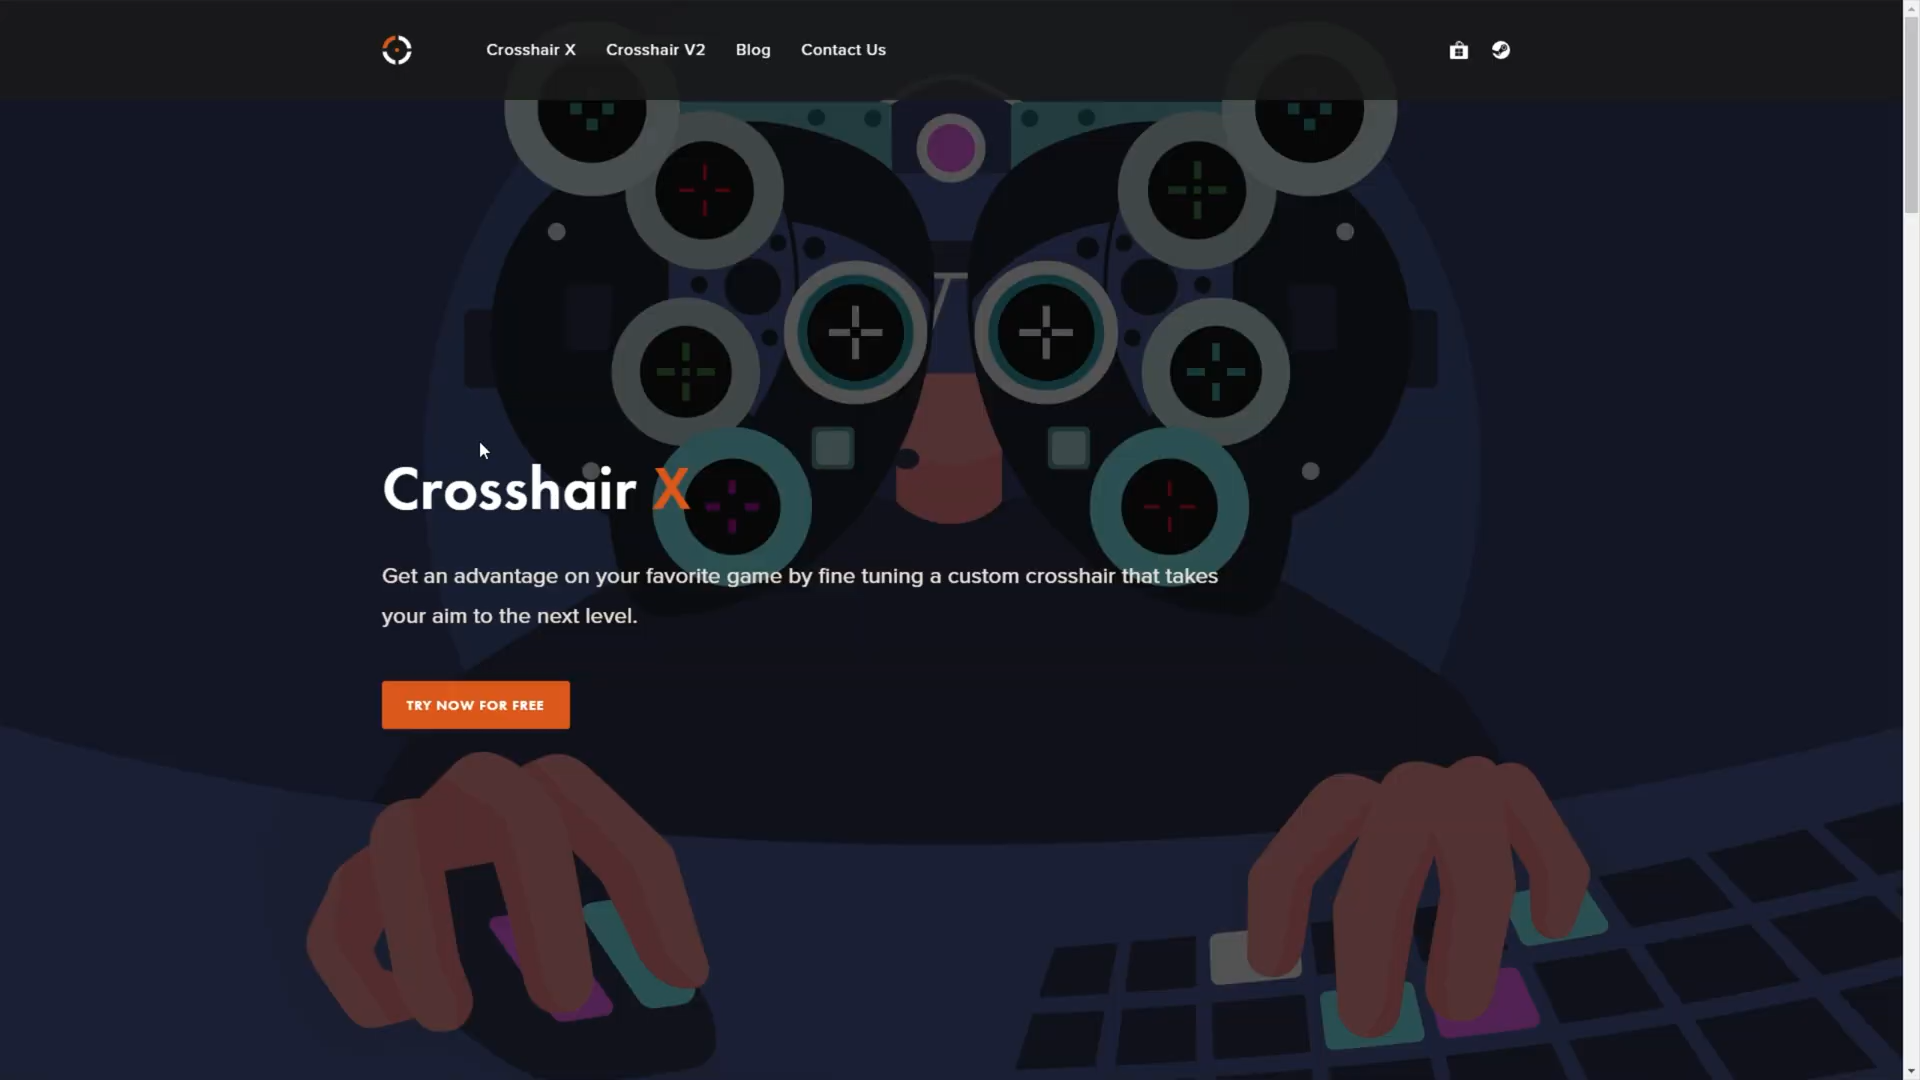 Crosshair X
Crosshair V2
Blog
Contact Us
Crosshair X
Get an advantage on your favorite game by fine tuning a custom crosshair that takes
your aim to the next level.
TRY NOW FOR FREE